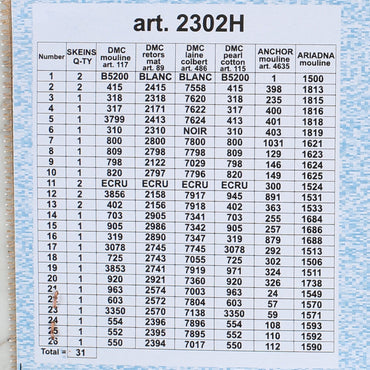 art. 2302H
Number SKEINS Q-TY DMC mouline art. 117 DMC retors mat art. 89 DMC laine colbert art. 486 DMC pearl cotton art. 115 ANCHOR mouline art. 4635 ARIADNA mouline
1 2 B5200 BLANC BLANC B5200 1 1500
2 2 415 2415 7558 415 398 1813
3 1 318 2318 7620 318 235 1815
4 1 317 2171 7622 317 400 1816
5 1 3799 2413 7624 413 401 1818
6 1 310 2310 NOIR 310 403 1819
7 1 800 2800 7800 800 1031 1621
8 1 809 2798 7798 809 129 1623
9 1 798 2122 7029 798 146 1624
10 1 820 2797 7796 820 149 1625
11 2 ECRU ECRU ECRU ECRU 300 1524
12 2 3856 2158 7917 945 891 1531
13 2 402 2156 7918 402 363 1533
14 1 703 2905 7341 703 255 1684
15 1 905 2986 7342 905 257 1686
16 1 319 2890 7347 319 218 1688
17 1 3078 2745 7745 3078 292 1513
18 1 725 2743 7055 725 302 1506
19 1 3853 2741 7919 971 324 1511
20 1 920 2921 7360 920 326 1738
21 1 963 2574 7003 963 24 1549
22 1 603 2572 7804 603 57 1570
23 1 3350 2570 7138 3350 59 1571
24 1 554 2396 7896 554 108 1593
25 1 552 2395 7895 552 110 1592
26 1 550 2394 7017 550 112 1590
Total = 31